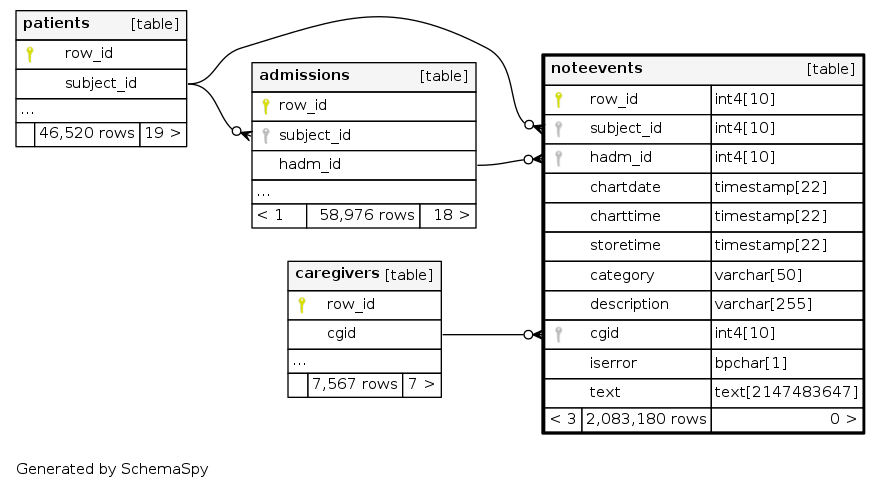 patients [table]
row_id
subject_id
...
46,520 rows 19 >
admissions [table]
row_id
subject_id
hadm_id
...
< 1 58,976 rows 18 >
caregivers [table]
row_id
cgid
...
7,567 rows 7 >
noteevents [table]
row_id int4[10]
subject_id int4[10]
hadm_id int4[10]
chartdate timestamp[22]
charttime timestamp[22]
storetime timestamp[22]
category varchar[50]
description varchar[255]
cgid int4[10]
iserror bpchar[1]
text text[2147483647]
< 3 2,083,180 rows 0 >
Generated by SchemaSpy